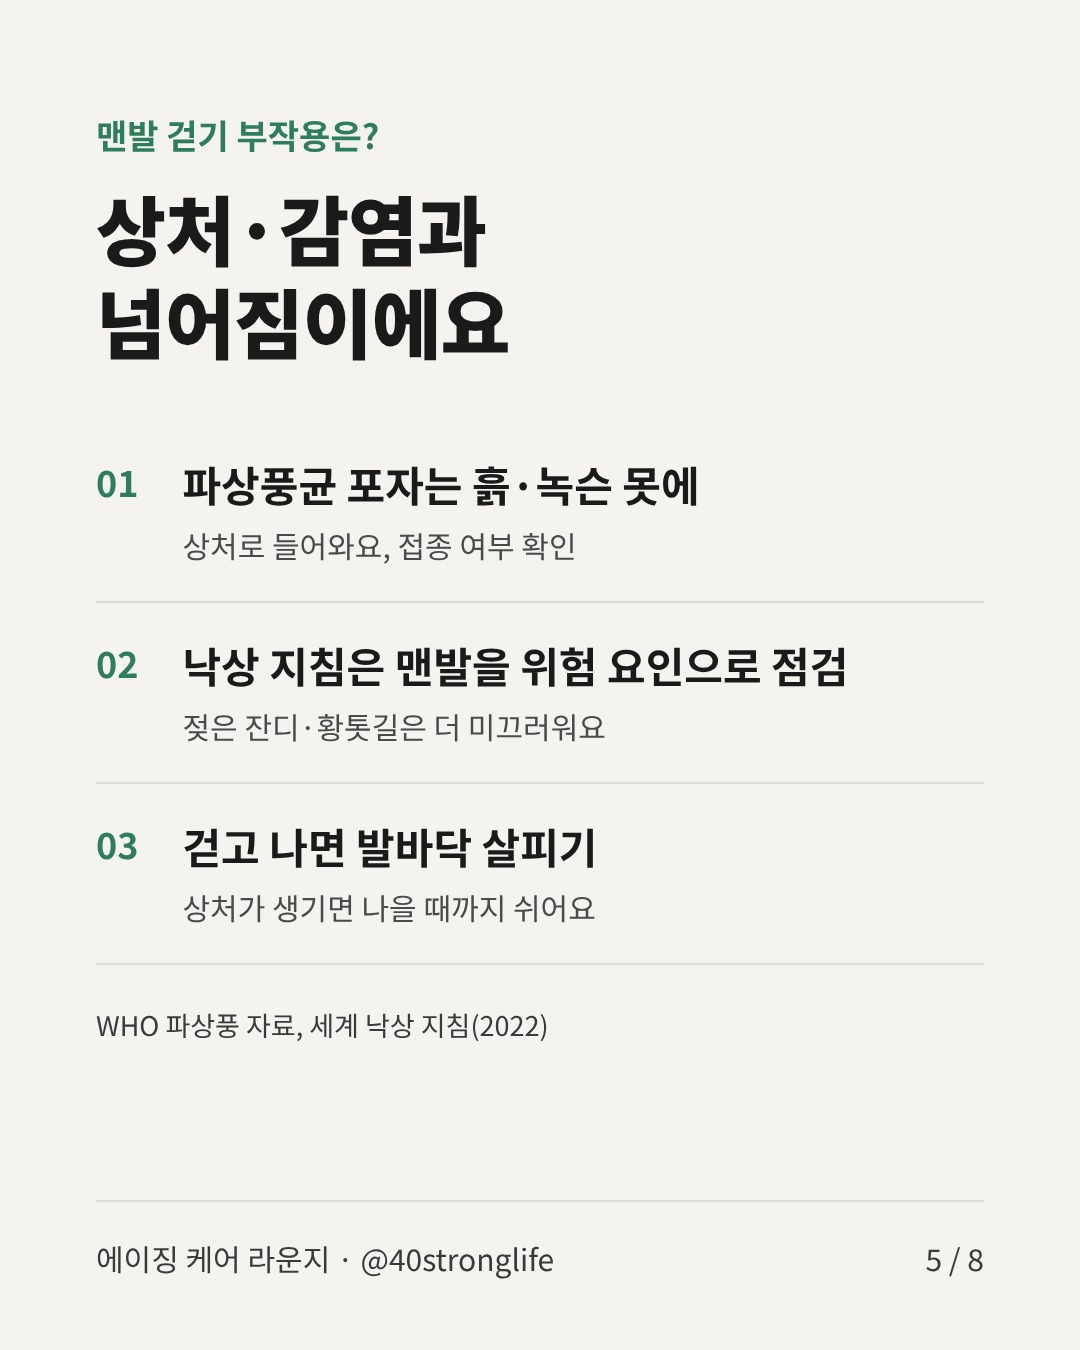 맨발 걷기 부작용은?
상처·감염과
넘어짐이에요
01 파상풍균 포자는 흙·녹슨 못에
상처로 들어와요, 접종 여부 확인
02 낙상 지침은 맨발을 위험 요인으로 점검
젖은 잔디·황톳길은 더 미끄러워요
03 걷고 나면 발바닥 살피기
상처가 생기면 나을 때까지 쉬어요
WHO 파상풍 자료, 세계 낙상 지침(2022)
에이징 케어 라운지 · @40stronglife 5 / 8